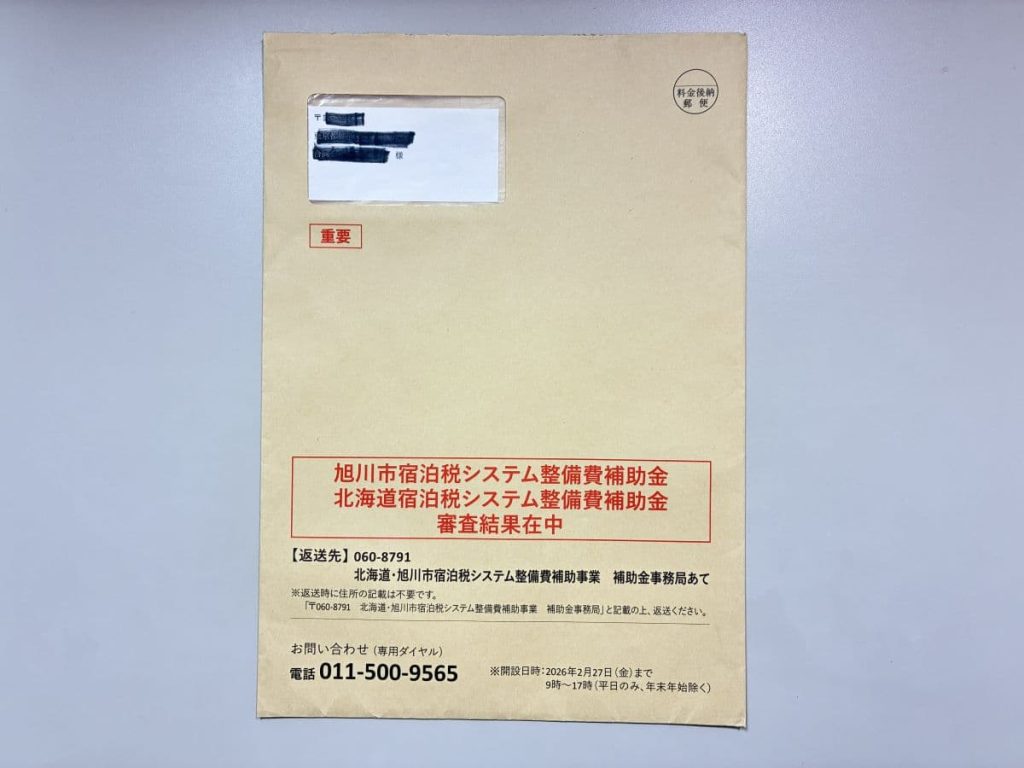 料金後納
郵便
〒
様
重要
旭川市宿泊税システム整備費補助金
北海道宿泊税システム整備費補助金
審査結果在中
【返送先】060-8791
北海道・旭川市宿泊税システム整備費補助事業　補助金事務局あて
※返送時に住所の記載は不要です。
「〒060-8791　北海道・旭川市宿泊税システム整備費補助事業　補助金事務局」と記載の上、返送ください。
お問い合わせ（専用ダイヤル）
電話 011-500-9565
※開設日時：2026年2月27日（金）まで
9時～17時（平日のみ、年末年始除く）